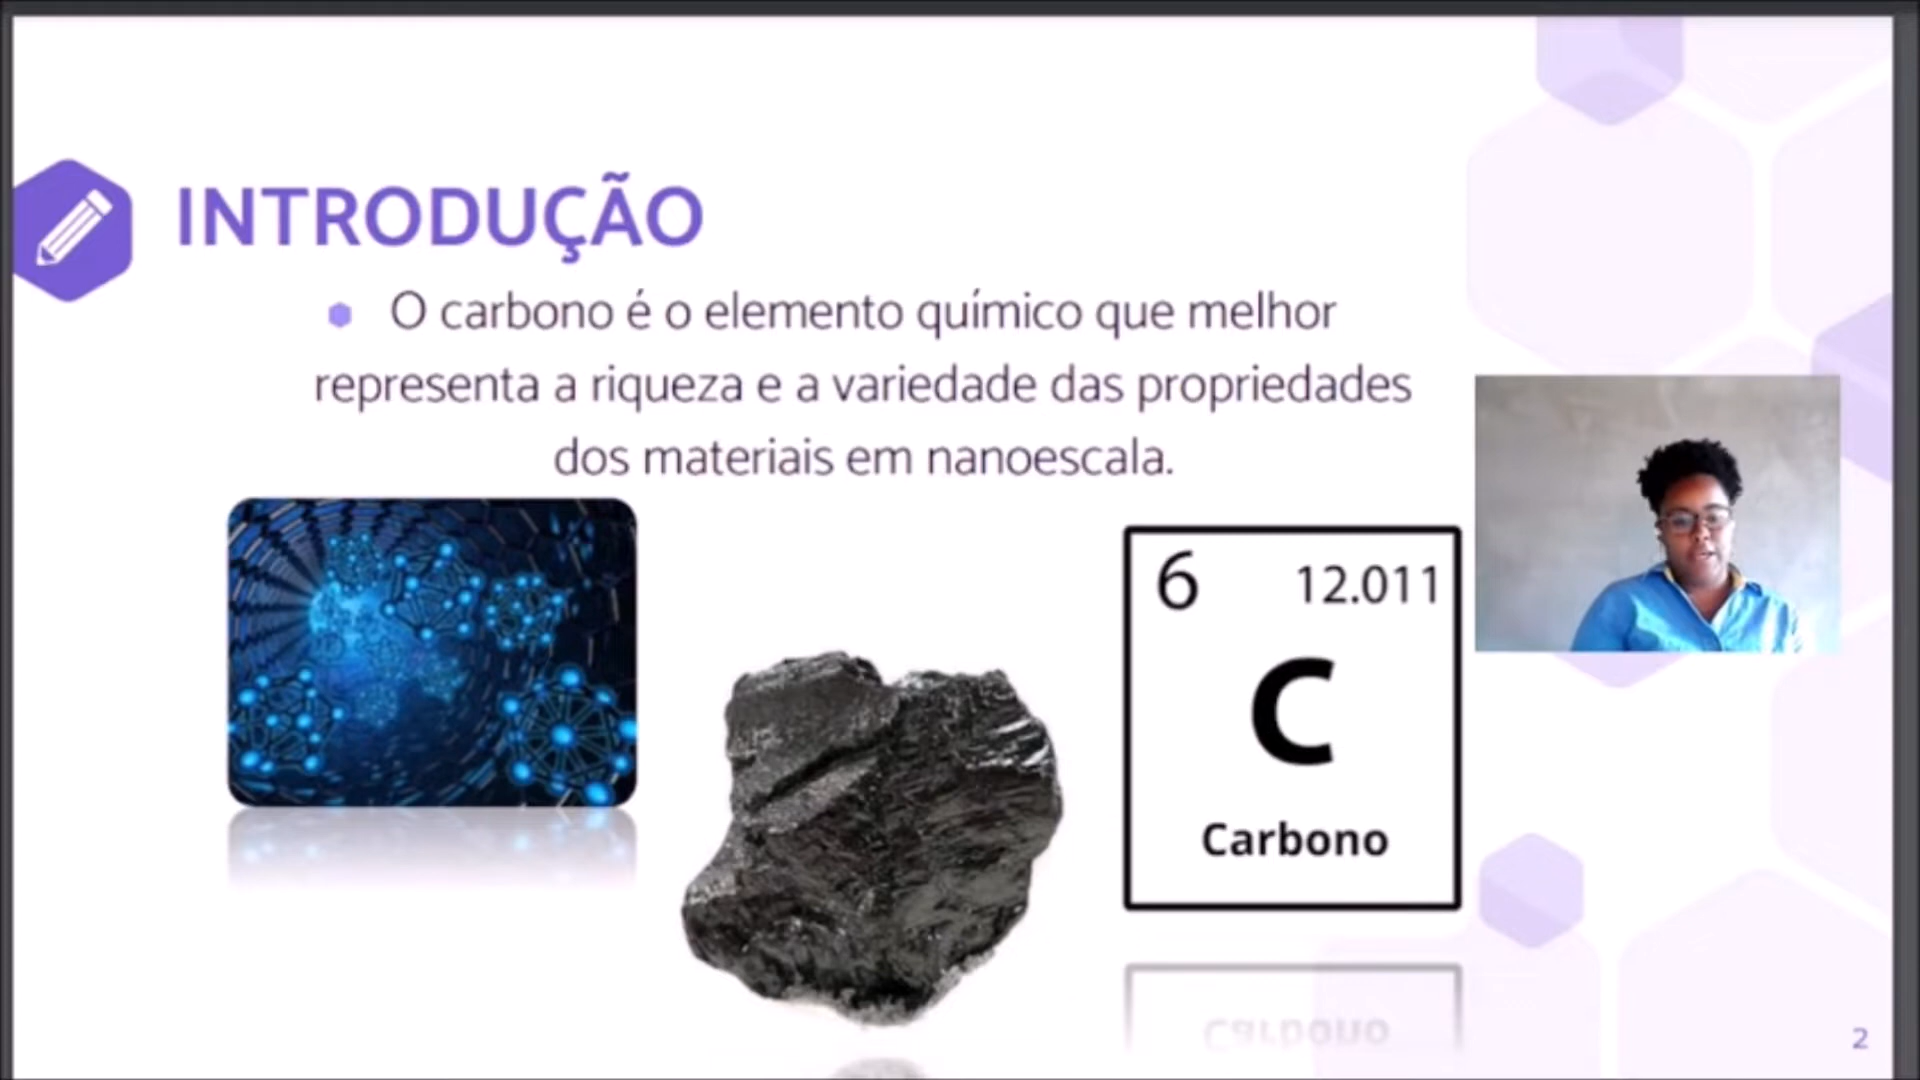 INTRODUÇÃO
O carbono é o elemento químico que melhor
representa a riqueza e a variedade das propriedades
dos materiais em nanoescala.
6 12.011
C
Carbono
2